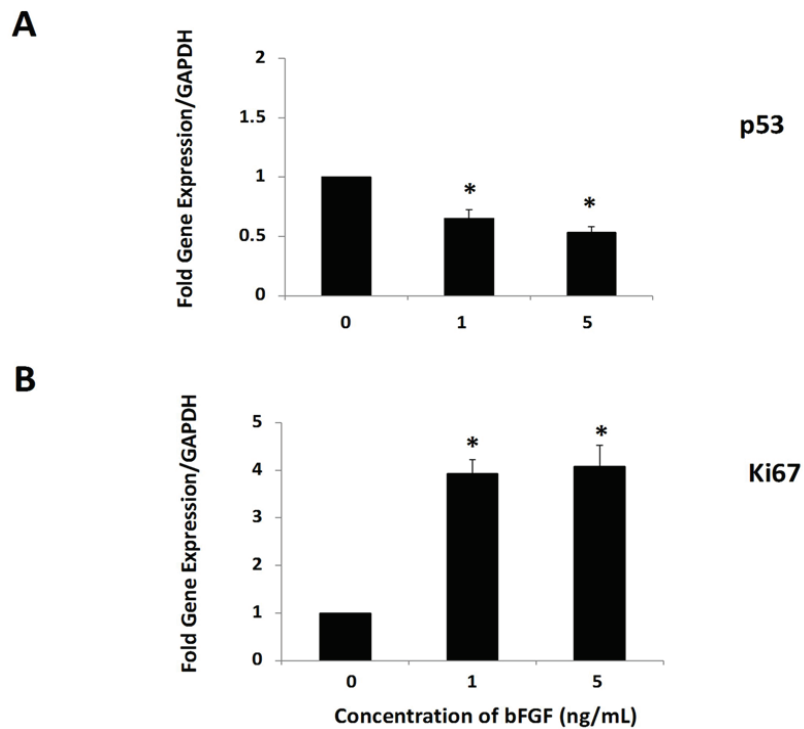 A
Fold Gene Expression/GAPDH
2
1.5
1
0.5
0
* *
0 1 5
p53
B
Fold Gene Expression/GAPDH
5
4
3
2
1
0
* *
0 1 5
Ki67
Concentration of bFGF (ng/mL)